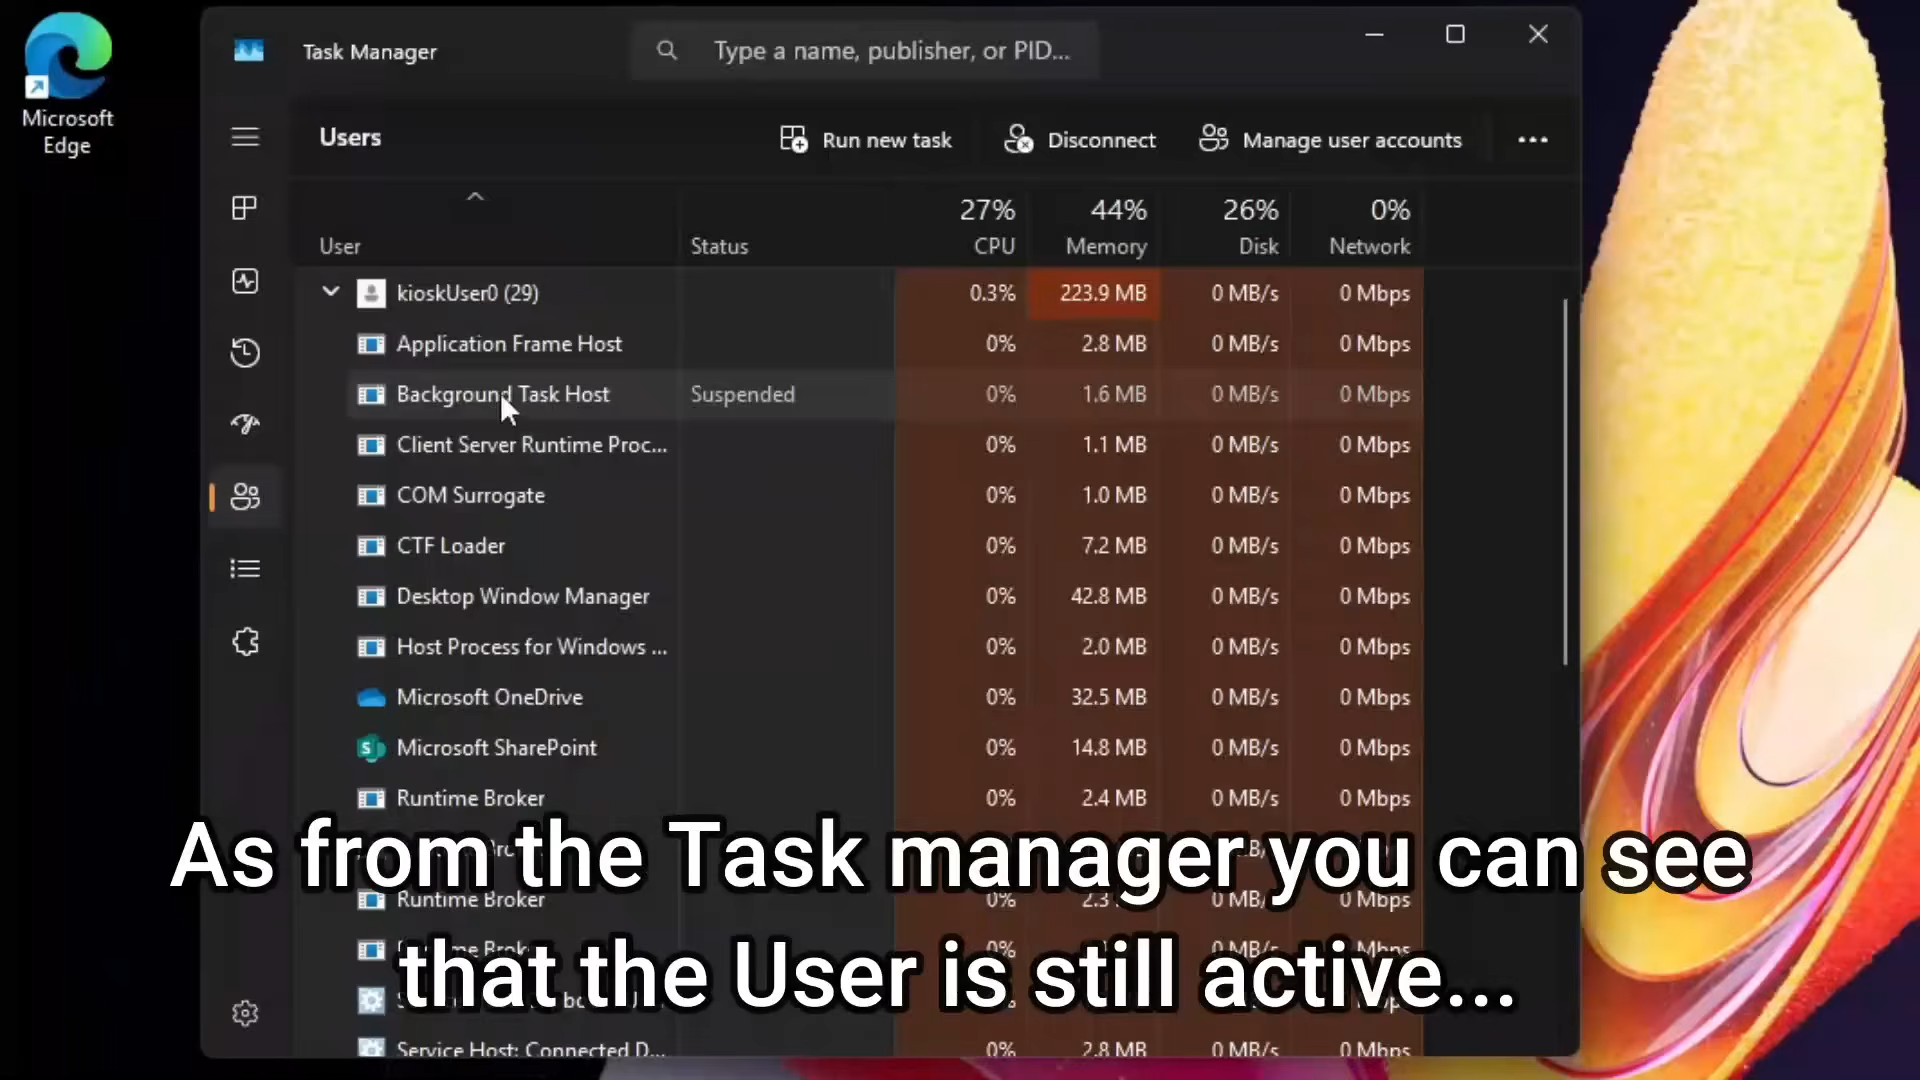 Microsoft
Edge
Task Manager
Type a name, publisher, or PID...
Users
Run new task
Disconnect
Manage user accounts
27% 44% 26% 0%
User Status CPU Memory Disk Network
kioskUser0 (29) 0.3% 223.9 MB 0 MB/s 0 Mbps
Application Frame Host 0% 2.8 MB 0 MB/s 0 Mbps
Background Task Host Suspended 0% 1.6 MB 0 MB/s 0 Mbps
Client Server Runtime Proc... 0% 1.1 MB 0 MB/s 0 Mbps
COM Surrogate 0% 1.0 MB 0 MB/s 0 Mbps
CTF Loader 0% 7.2 MB 0 MB/s 0 Mbps
Desktop Window Manager 0% 42.8 MB 0 MB/s 0 Mbps
Host Process for Windows ... 0% 2.0 MB 0 MB/s 0 Mbps
Microsoft OneDrive 0% 32.5 MB 0 MB/s 0 Mbps
Microsoft SharePoint 0% 14.8 MB 0 MB/s 0 Mbps
Runtime Broker 0% 2.4 MB 0 MB/s 0 Mbps
As from the Task manager you can see
Runtime Broker 0% 0 MB/s 0 Mbps
that the User is still active...
Service Host: Connected D... 0% 2.8 MB 0 MB/s 0 Mbps